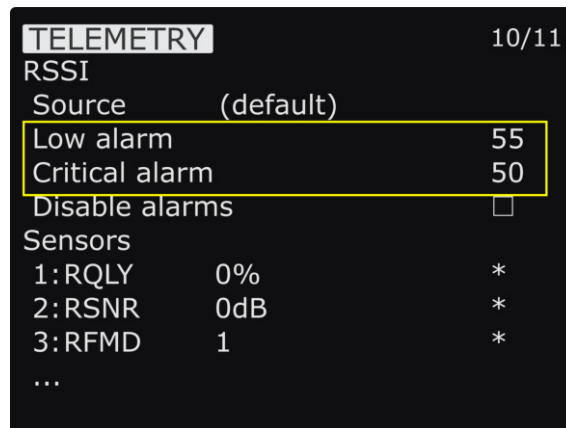 TELEMETRY 10/11
RSSI
Source (default)
Low alarm 55
Critical alarm 50
Disable alarms □
Sensors
1:RQLY 0% *
2:RSNR 0dB *
3:RFMD 1 *
...